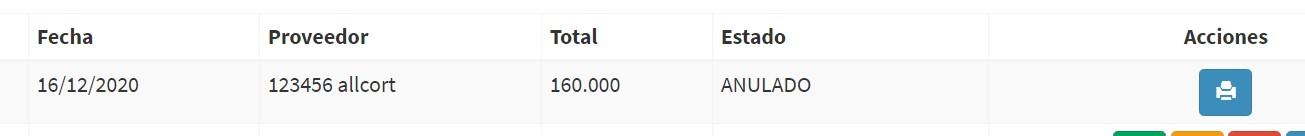 Fecha Proveedor Total Estado Acciones
16/12/2020 123456 allcort 160.000 ANULADO